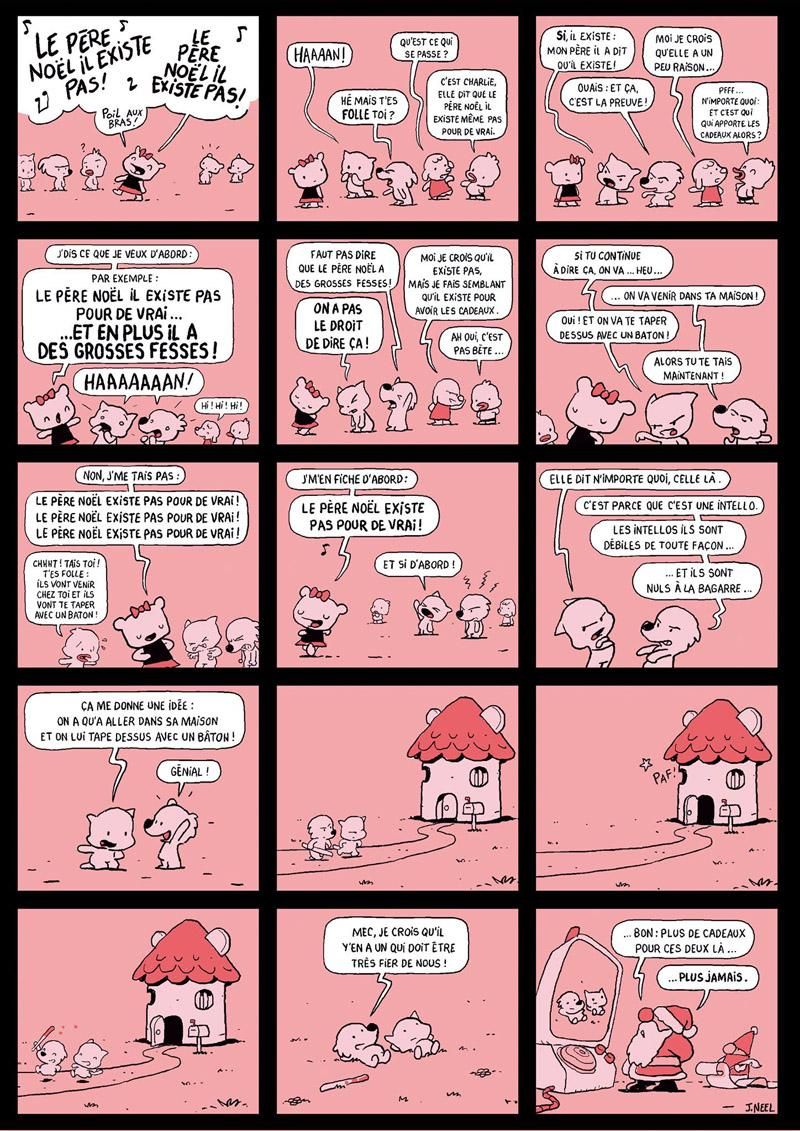 LE PÈRE
NOËL IL EXISTE
PAS !
LE
PÈRE
NOËL IL
EXISTE PAS !
POIL AUX
BRAS !
HAAAAN !
HÉ MAIS T'ES
FOLLE TOI ?
QU'EST CE QUI
SE PASSE ?
C'EST CHARLIE,
ELLE DIT QUE LE
PÈRE NOËL IL
EXISTE MÊME PAS
POUR DE VRAI.
SI, IL EXISTE :
MON PÈRE IL A DIT
QU'IL EXISTE !
OUAIS : ET ÇA,
C'EST LA PREUVE !
MOI JE CROIS
QU'ELLE A UN
PEU RAISON...
PFFF...
N'IMPORTE QUOI :
ET C'EST QUI
QUI APPORTE LES
CADEAUX ALORS ?
J'DIS CE QUE JE VEUX D'ABORD :
PAR EXEMPLE :
LE PÈRE NOËL IL EXISTE PAS
POUR DE VRAI...
...ET EN PLUS IL A
DES GROSSES FESSES !
HAAAAAAAN !
HI ! HI ! HI !
FAUT PAS DIRE
QUE LE PÈRE NOËL A
DES GROSSES FESSES !
ON A PAS
LE DROIT
DE DIRE ÇA !
MOI JE CROIS QU'IL
EXISTE PAS,
MAIS JE FAIS SEMBLANT
QU'IL EXISTE POUR
AVOIR LES CADEAUX.
AH OUI, C'EST
PAS BÊTE...
SI TU CONTINUE
À DIRE ÇA, ON VA ... HEU...
... ON VA VENIR DANS TA MAISON !
OUI ! ET ON VA TE TAPER
DESSUS AVEC UN BATON !
ALORS TU TE TAIS
MAINTENANT !
NON, J'ME TAIS PAS :
LE PÈRE NOËL EXISTE PAS POUR DE VRAI !
LE PÈRE NOËL EXISTE PAS POUR DE VRAI !
LE PÈRE NOËL EXISTE PAS POUR DE VRAI !
CHHHT ! TAIS TOI !
T'ES FOLLE :
ILS VONT VENIR
CHEZ TOI ET ILS
VONT TE TAPER
AVEC UN BATON !
J'M'EN FICHE D'ABORD :
LE PÈRE NOËL EXISTE
PAS POUR DE VRAI !
ET SI D'ABORD !
ELLE DIT N'IMPORTE QUOI, CELLE LÀ .
C'EST PARCE QUE C'EST UNE INTELLO.
LES INTELLOS ILS SONT
DÉBILES DE TOUTE FAÇON ...
... ET ILS SONT
NULS À LA BAGARRE ...
ÇA ME DONNE UNE IDÉE :
ON A QU'A ALLER DANS SA MAISON
ET ON LUI TAPE DESSUS AVEC UN BÂTON !
GÉNIAL !
PAF !
MEC, JE CROIS QU'IL
Y'EN A UN QUI DOIT ÊTRE
TRÈS FIER DE NOUS !
... BON : PLUS DE CADEAUX
POUR CES DEUX LÀ ...
... PLUS JAMAIS.
J. NEEL